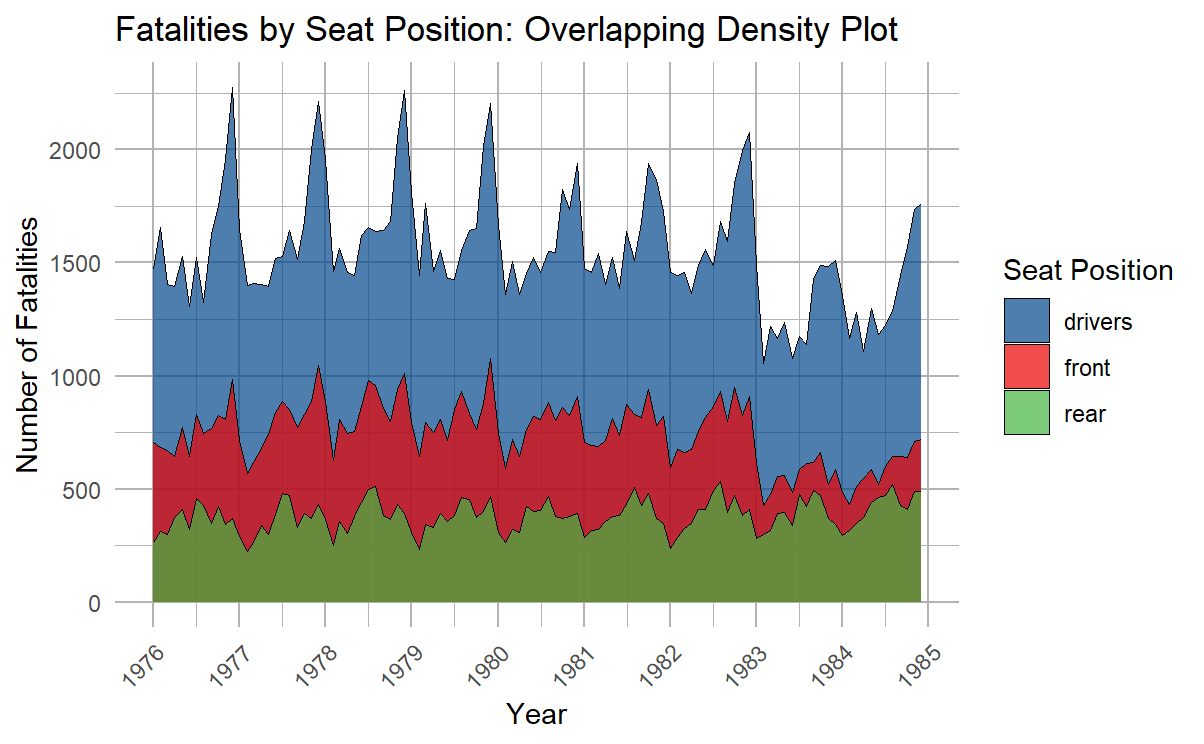 Fatalities by Seat Position: Overlapping Density Plot
Number of Fatalities
2000
1500
1000
500
0
1976
1977
1978
1979
1980
1981
1982
1983
1984
1985
Year
Seat Position
drivers
front
rear